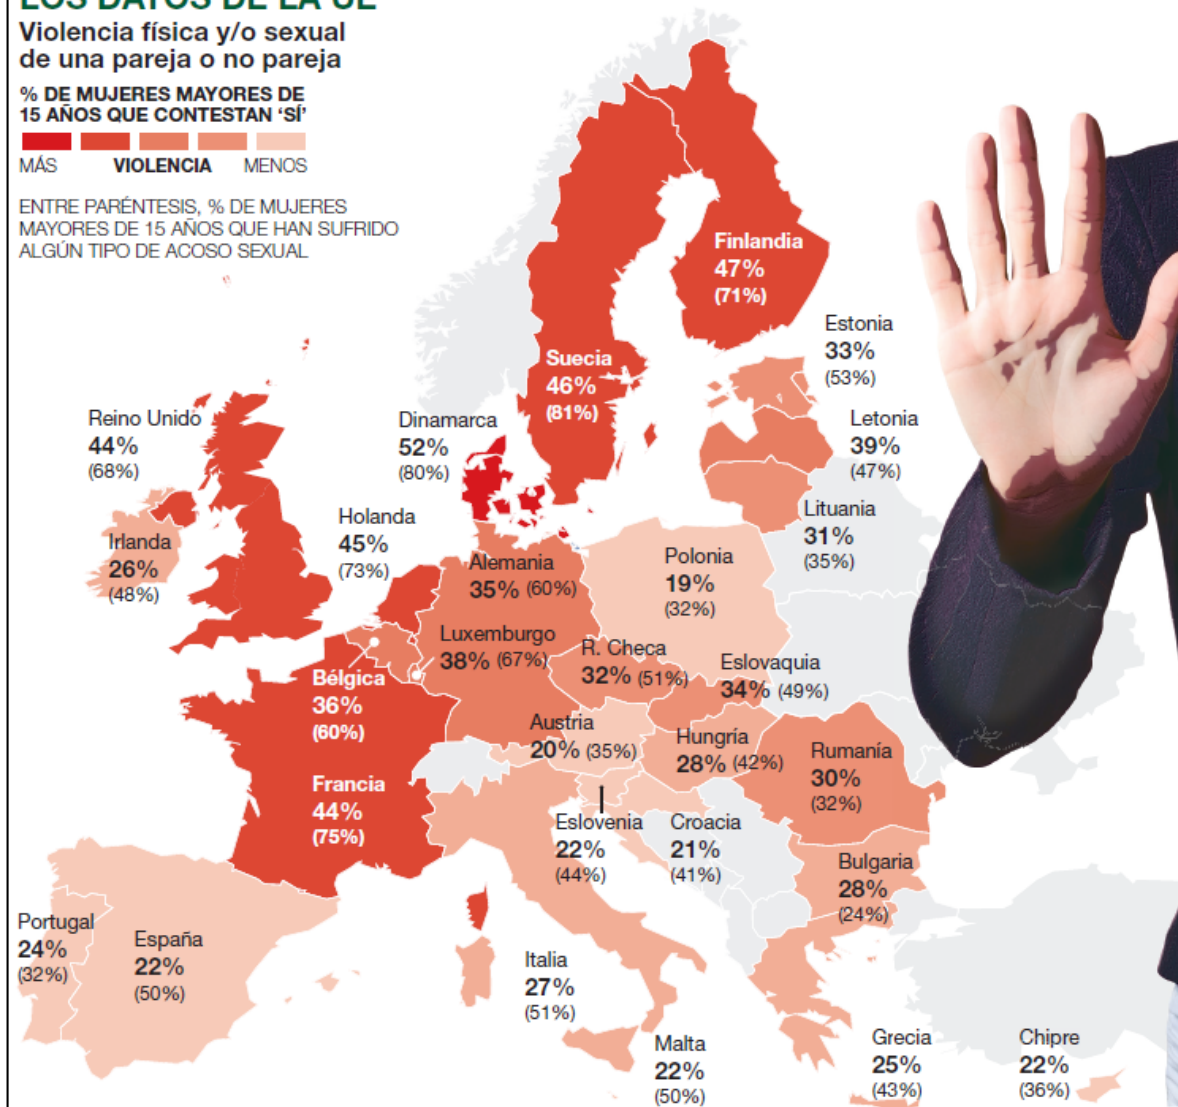 LOS DATOS DE LA UE
Violencia física y/o sexual
de una pareja o no pareja
% DE MUJERES MAYORES DE
15 AÑOS QUE CONTESTAN ‘SÍ’
MÁS VIOLENCIA MENOS
ENTRE PARÉNTESIS, % DE MUJERES
MAYORES DE 15 AÑOS QUE HAN SUFRIDO
ALGÚN TIPO DE ACOSO SEXUAL
Finlandia
47%
(71%)
Estonia
33%
(53%)
Suecia
46%
(81%)
Reino Unido
44%
(68%)
Dinamarca
52%
(80%)
Letonia
39%
(47%)
Holanda
45%
(73%)
Lituania
31%
(35%)
Irlanda
26%
(48%)
Alemania
35% (60%)
Polonia
19%
(32%)
Luxemburgo
38% (67%)
R. Checa
32% (51%)
Eslovaquia
34% (49%)
Bélgica
36%
(60%)
Austria
20% (35%)
Hungría
28% (42%)
Rumanía
30%
(32%)
Francia
44%
(75%)
Eslovenia
22%
(44%)
Croacia
21%
(41%)
Bulgaria
28%
(24%)
Portugal
24%
(32%)
España
22%
(50%)
Italia
27%
(51%)
Malta
22%
(50%)
Grecia
25%
(43%)
Chipre
22%
(36%)